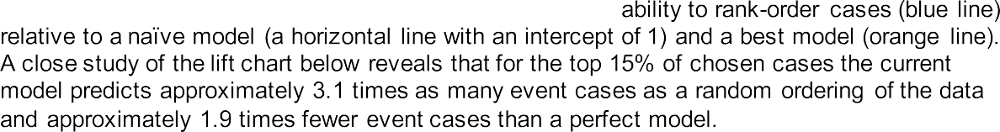 ability to rank-order cases (blue line)
relative to a naïve model (a horizontal line with an intercept of 1) and a best model (orange line).
A close study of the lift chart below reveals that for the top 15% of chosen cases the current
model predicts approximately 3.1 times as many event cases as a random ordering of the data
and approximately 1.9 times fewer event cases than a perfect model.